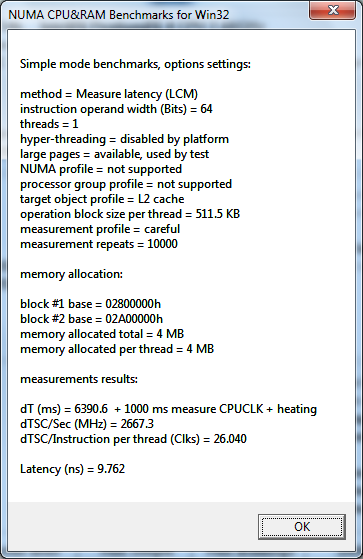 NUMA CPU&RAM Benchmarks for Win32
Simple mode benchmarks, options settings:
method = Measure latency (LCM)
instruction operand width (Bits) = 64
threads = 1
hyper-threading = disabled by platform
large pages = available, used by test
NUMA profile = not supported
processor group profile = not supported
target object profile = L2 cache
operation block size per thread = 511.5 KB
measurement profile = careful
measurement repeats = 10000
memory allocation:
block #1 base = 02800000h
block #2 base = 02A00000h
memory allocated total = 4 MB
memory allocated per thread = 4 MB
measurements results:
dT (ms) = 6390.6  + 1000 ms measure CPUCLK + heating
dTSC/Sec (MHz) = 2667.3
dTSC/Instruction per thread (Clks) = 26.040
Latency (ns) = 9.762
OK